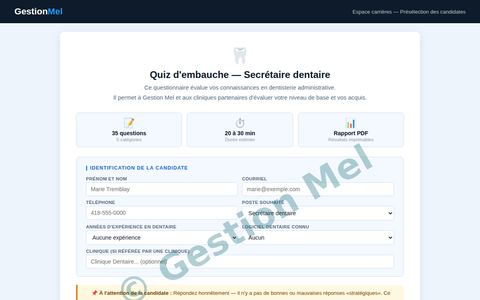 GestionMel
Espace carrières — Présélection des candidates
Quiz d'embauche — Secrétaire dentaire
Ce questionnaire évalue vos connaissances en dentisterie administrative.
Il permet à Gestion Mel et aux cliniques partenaires d'évaluer votre niveau de base et vos acquis.
35 questions
5 catégories
20 à 30 min
Durée estimée
Rapport PDF
Résultats imprimables
IDENTIFICATION DE LA CANDIDATE
PRÉNOM ET NOM
COURRIEL
Marie Tremblay
marie@exemple.com
TÉLÉPHONE
POSTE SOUHAITÉ
418-555-0000
Secrétaire dentaire
ANNÉES D'EXPÉRIENCE EN DENTAIRE
LOGICIEL DENTAIRE CONNU
Aucune expérience
Aucun
CLINIQUE (SI RÉFÉRÉE PAR UNE CLINIQUE)
Clinique Dentaire... (optionnel)
© Gestion Mel
À l'attention de la candidate : Répondez honnêtement — il n'y a pas de bonnes ou mauvaises réponses «stratégiques». Ce